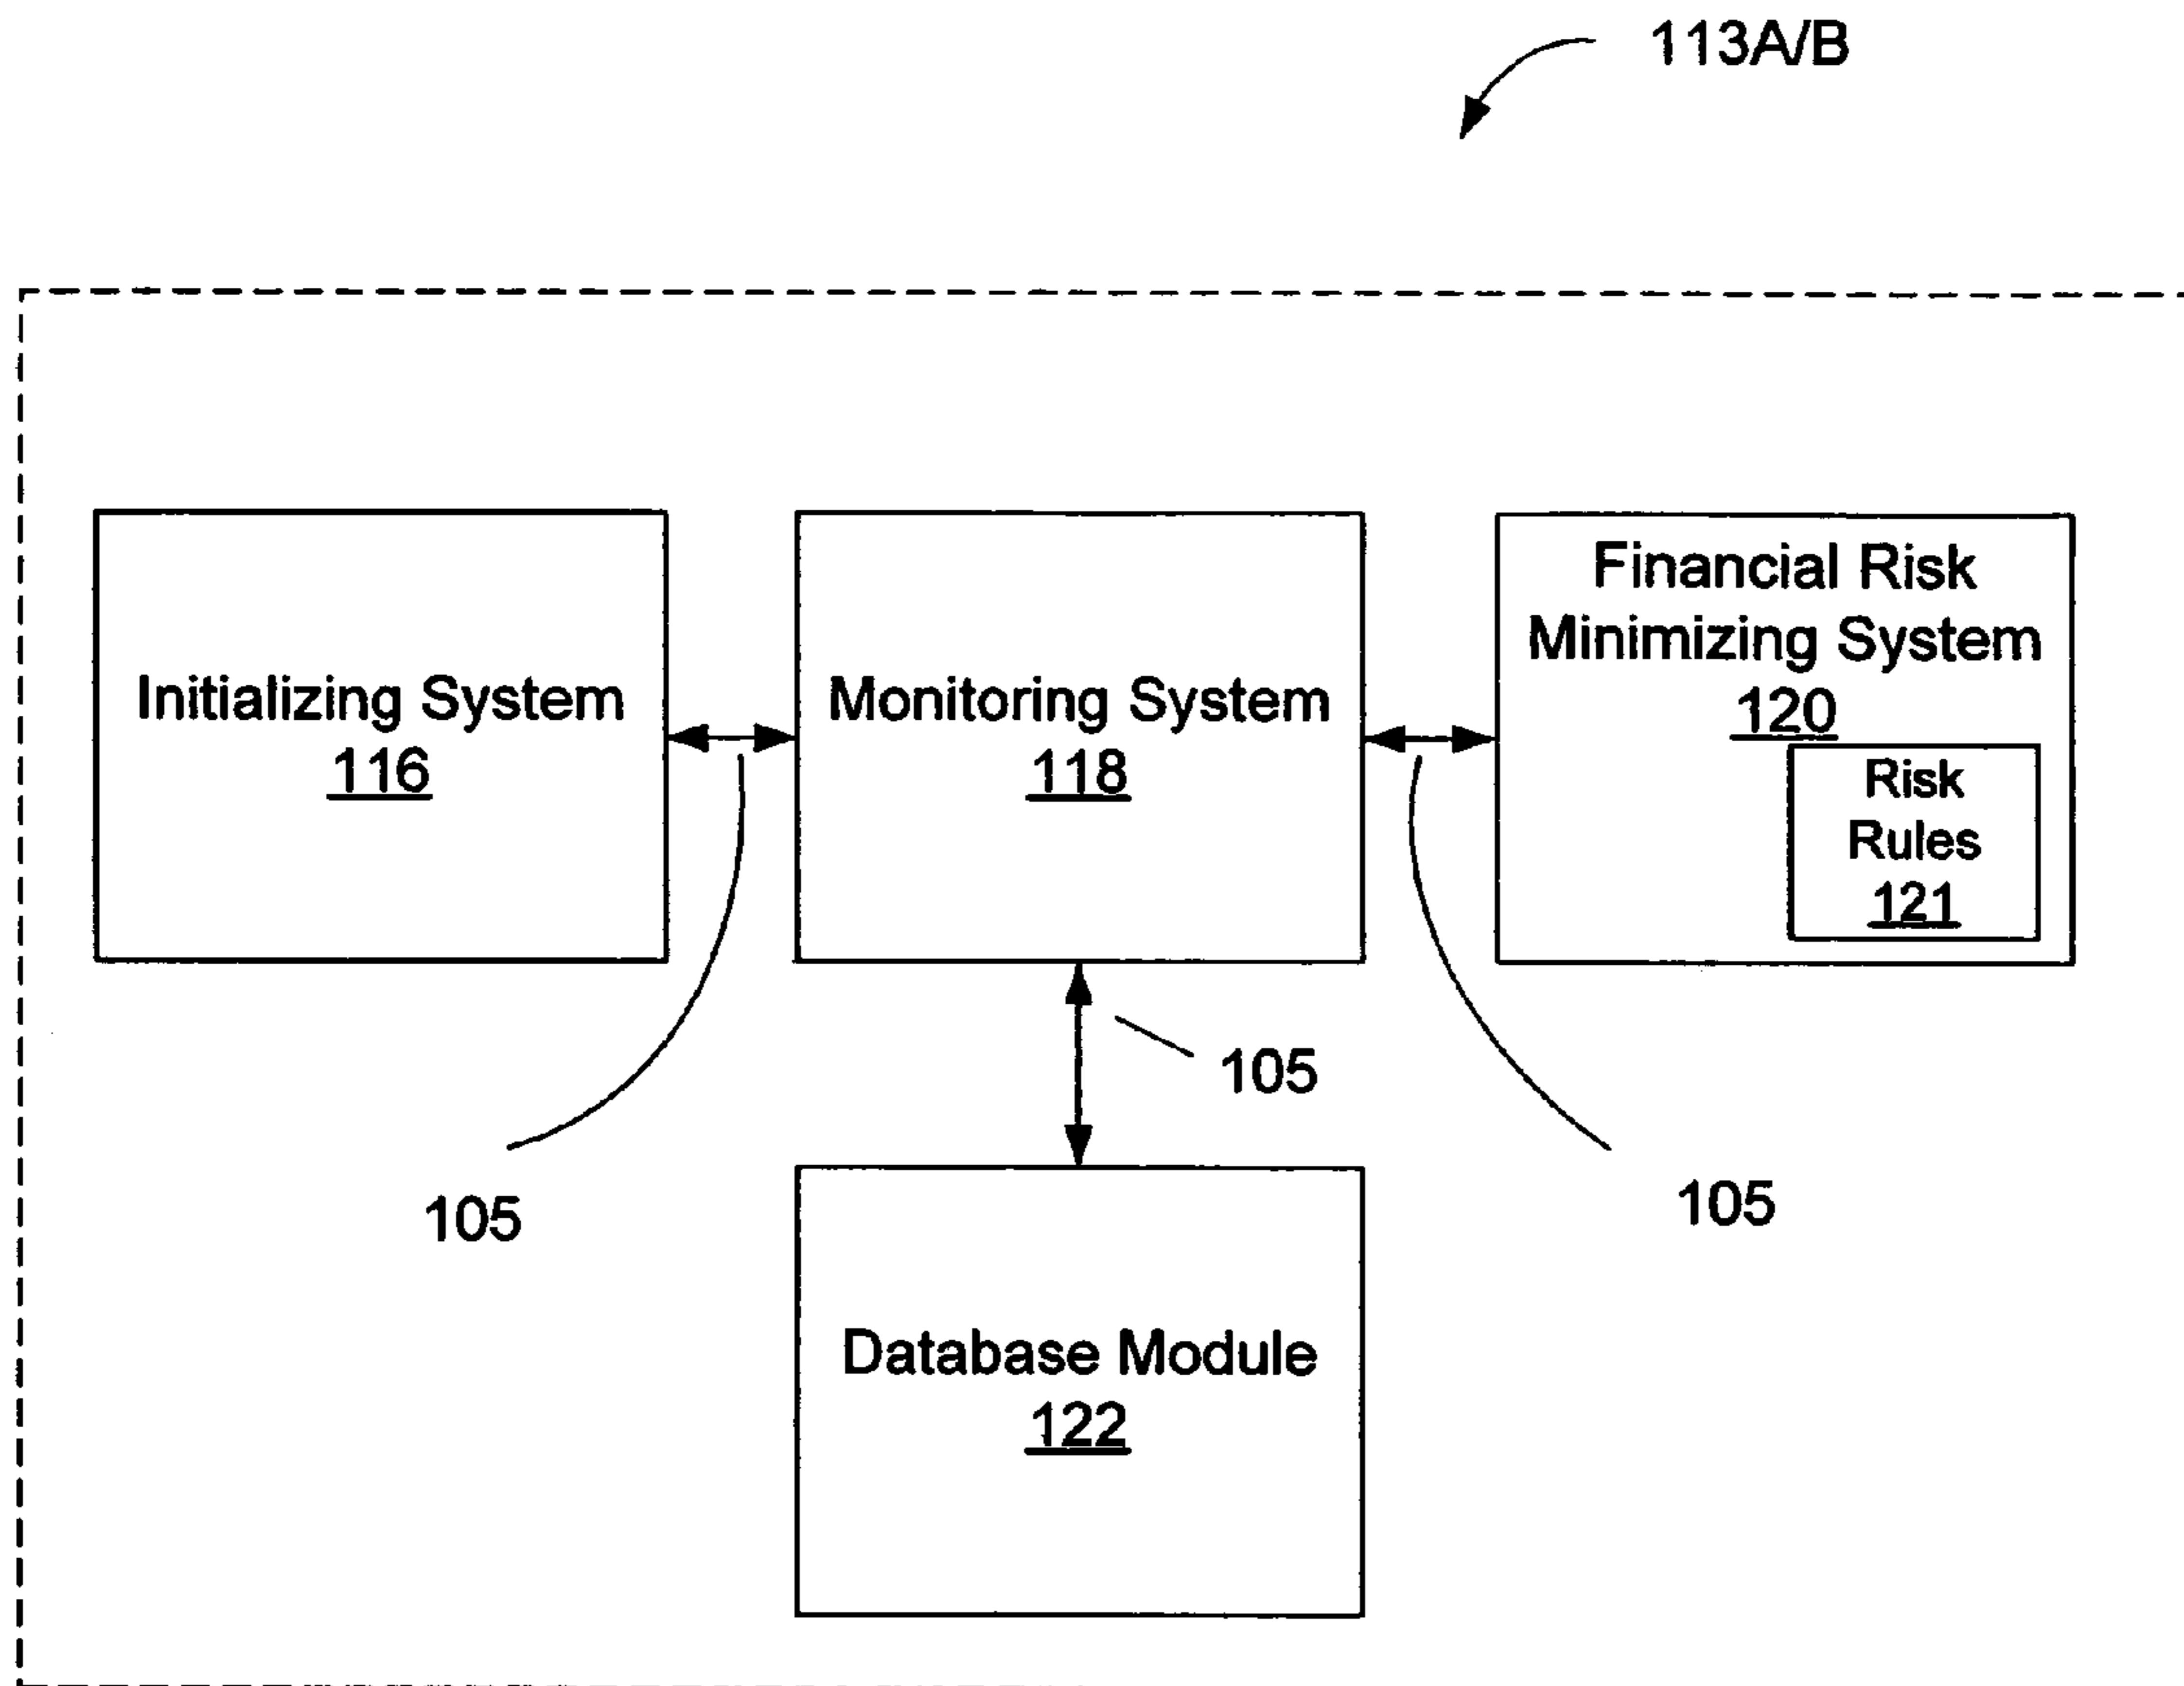 113A/B
Initializing System
116
Monitoring System
118
Financial Risk
Minimizing System
120
Risk
Rules
121
105
105
105
Database Module
122